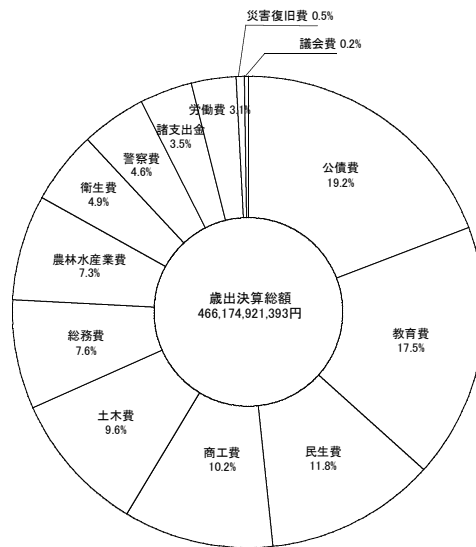 災害復旧費 0.5%
議会費 0.2%
労働費 3.1%
諸支出金
3.5%
警察費
4.6%
衛生費
4.9%
農林水産業費
7.3%
総務費
7.6%
土木費
9.6%
商工費
10.2%
民生費
11.8%
教育費
17.5%
公債費
19.2%
歳出決算総額
466,174,921,393円